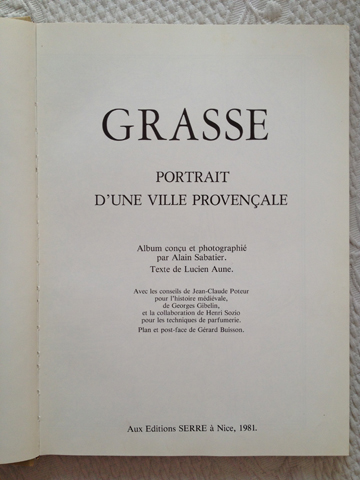 GRASSE
PORTRAIT
D'UNE VILLE PROVENÇALE
Album conçu et photographié
par Alain Sabatier.
Texte de Lucien Aune.
Avec les conseils de Jean-Claude Poteur
pour l'histoire médiévale,
de Georges Gibelin,
et la collaboration de Henri Sozio
pour les techniques de parfumerie.
Plan et post-face de Gérard Buisson.
Aux Editions SERRE à Nice, 1981.